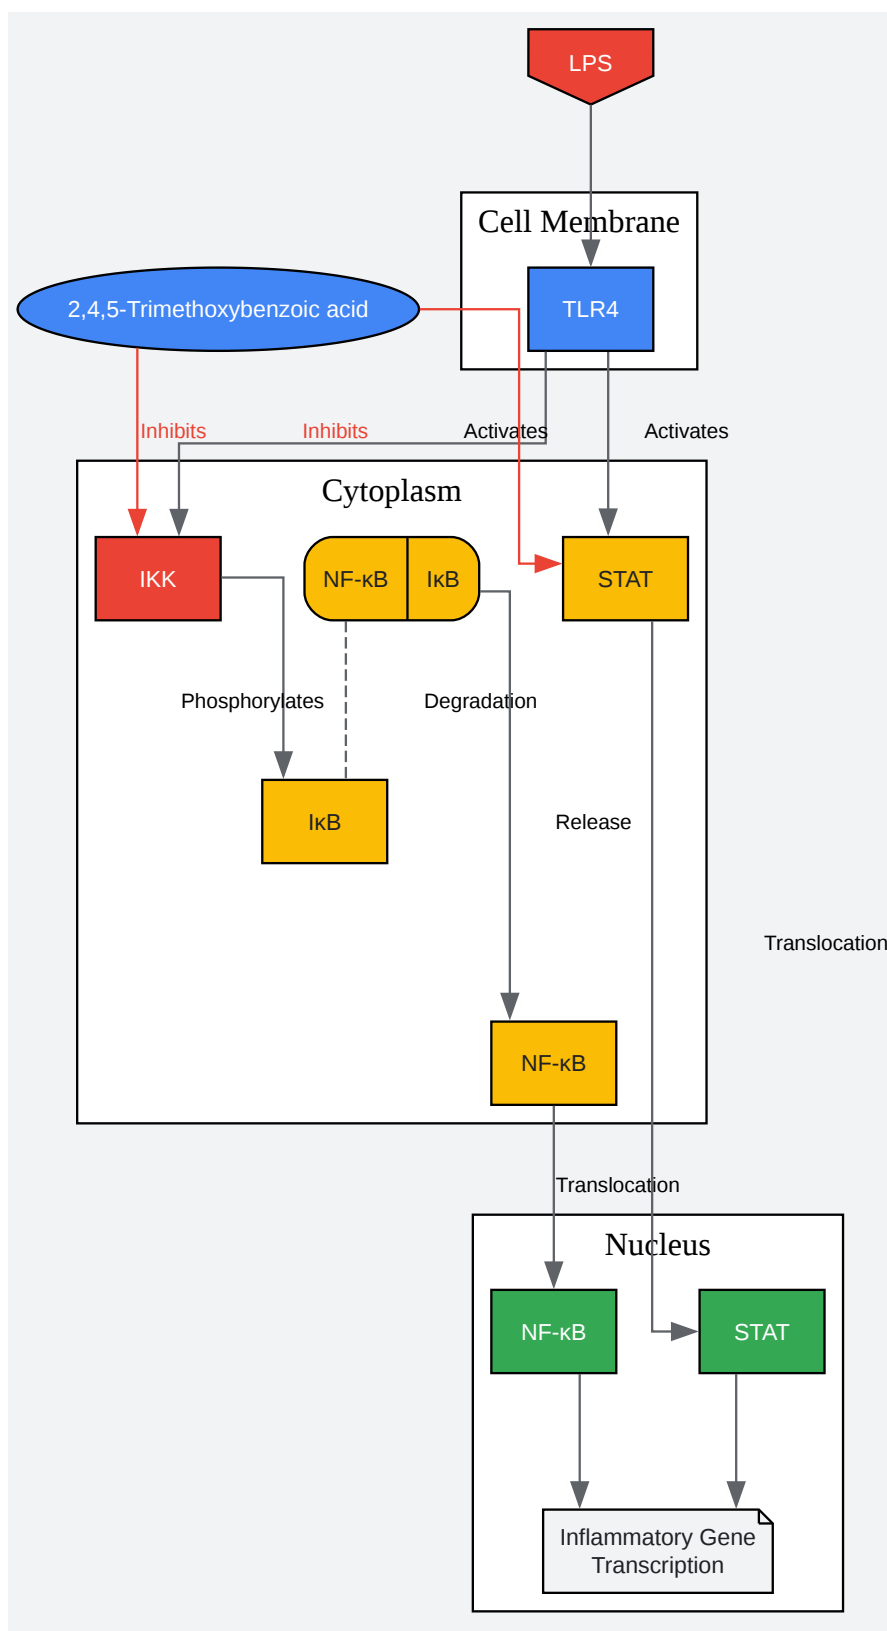 LPS
Cell Membrane
2,4,5-Trimethoxybenzoic acid
TLR4
Inhibits
Inhibits
Activates
Activates
Cytoplasm
IKK
NF-κB
IκB
STAT
Phosphorylates
Degradation
IκB
Release
Translocation
NF-κB
Translocation
Nucleus
NF-κB
STAT
Inflammatory Gene
Transcription